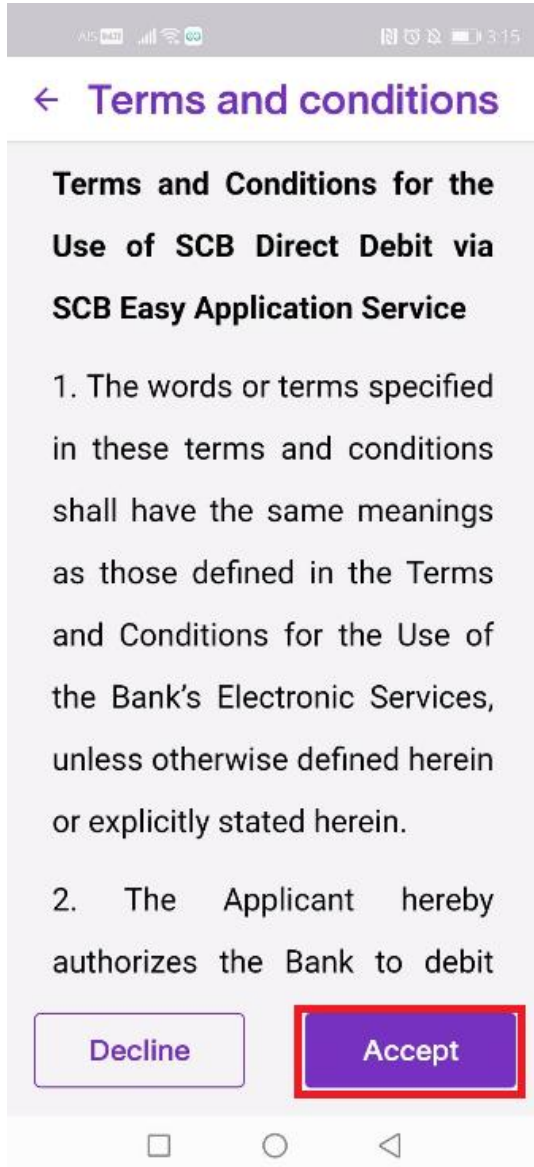 AIS 3:15
Terms and conditions
Terms and Conditions for the
Use of SCB Direct Debit via
SCB Easy Application Service
1. The words or terms specified
in these terms and conditions
shall have the same meanings
as those defined in the Terms
and Conditions for the Use of
the Bank's Electronic Services,
unless otherwise defined herein
or explicitly stated herein.
2. The Applicant hereby
authorizes the Bank to debit
Decline Accept